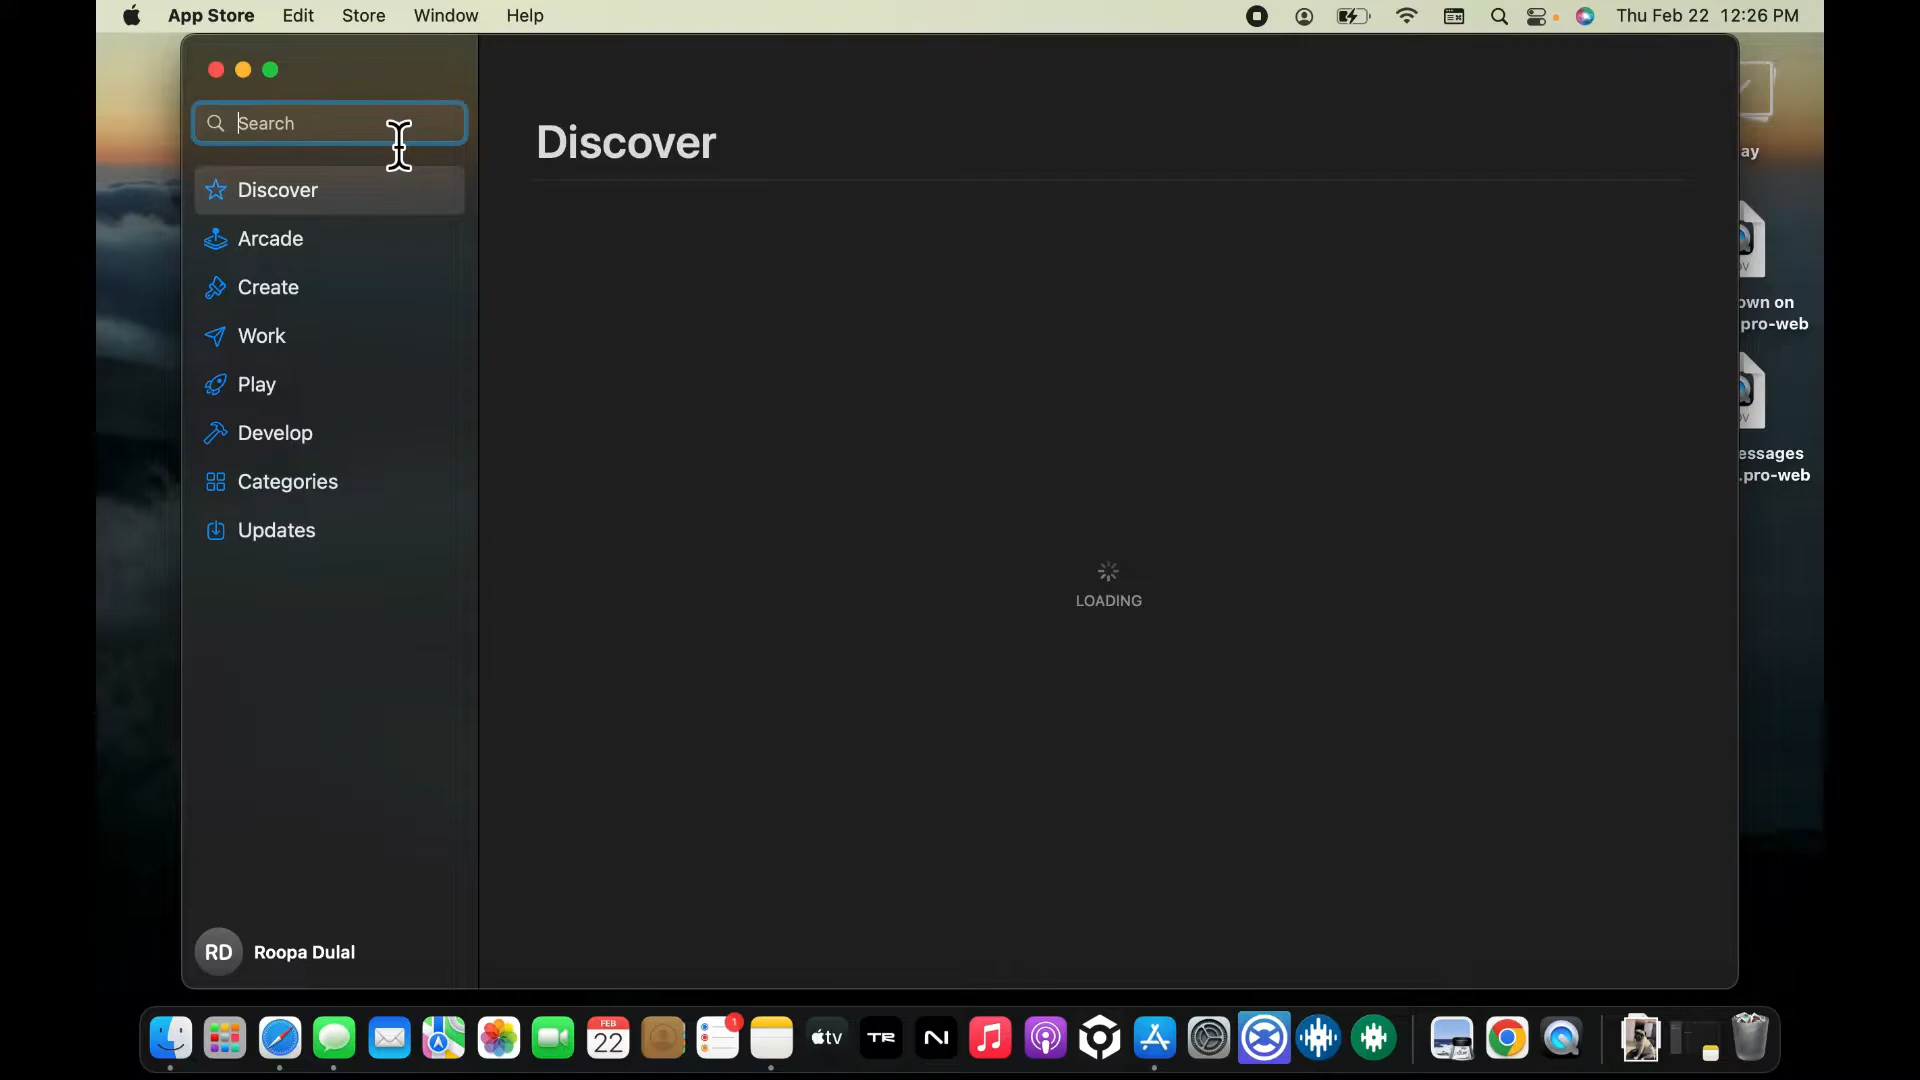 App Store Edit Store Window Help Thu Feb 22 12:26 PM
Search
Discover
Arcade
Create
Work
Play
Develop
Categories
Updates
RD Roopa Dulal
Discover
LOADING
ay
own on
pro-web
essages
.pro-web
FEB
22
1
tv
TR
N